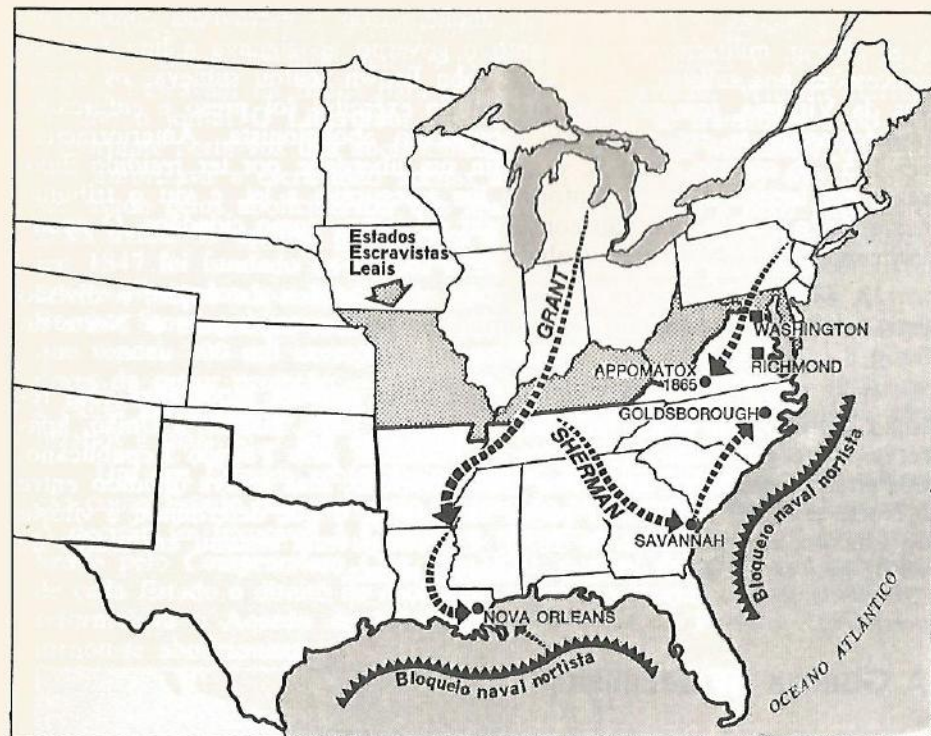 Estados
Escravistas
Leais
GRANT
WASHINGTON
APPOMATOX
1865
RICHMOND
GOLDSBOROUGH
SHERMAN
SAVANNAH
NOVA ORLEANS
Bloqueio naval nortista
Bloqueio naval nortista
OCEANO ATLÂNTICO